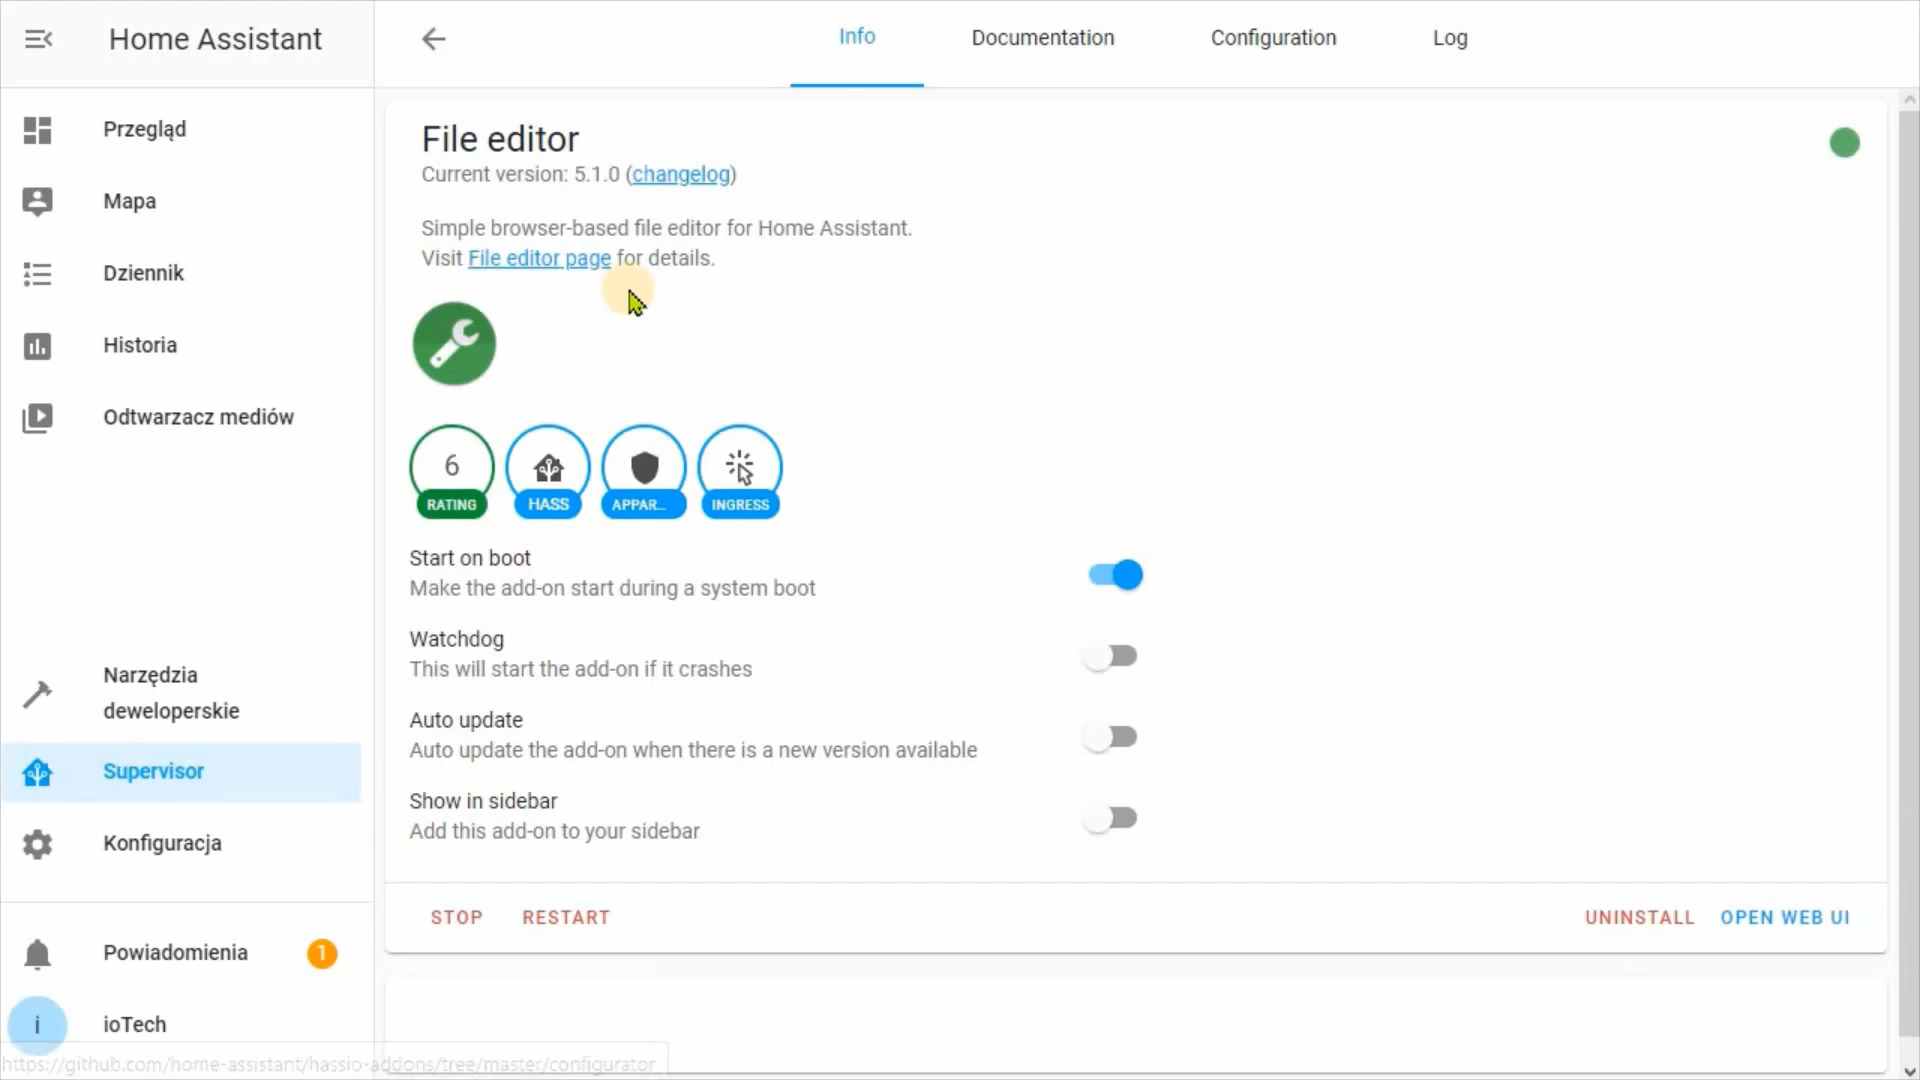 Home Assistant
Info
Documentation
Configuration
Log
Przegląd
Mapa
Dziennik
Historia
Odtwarzacz mediów
Narzędzia
deweloperskie
Supervisor
Konfiguracja
Powiadomienia
1
i
ioTech
File editor
Current version: 5.1.0 (changelog)
Simple browser-based file editor for Home Assistant.
Visit File editor page for details.
6
RATING
HASS
APPAR...
INGRESS
Start on boot
Make the add-on start during a system boot
Watchdog
This will start the add-on if it crashes
Auto update
Auto update the add-on when there is a new version available
Show in sidebar
Add this add-on to your sidebar
STOP
RESTART
UNINSTALL
OPEN WEB UI
https://github.com/home-assistant/hassio-addons/tree/master/configurator